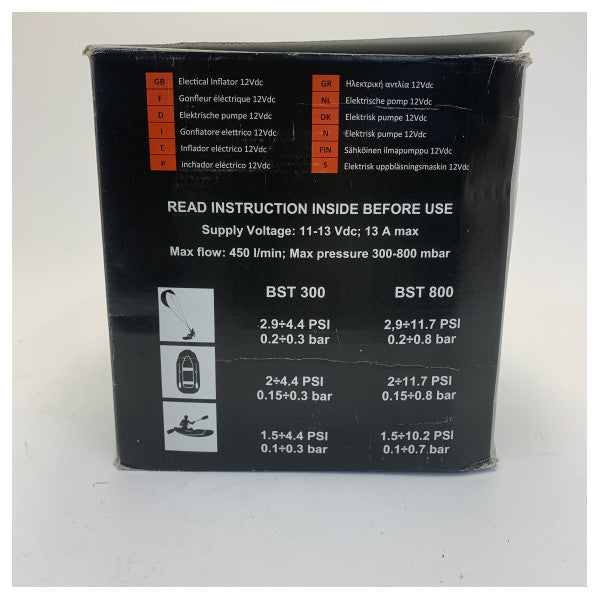 GB Electical Inflator 12Vdc
F Gonfleur éléctrique 12Vdc
D Elektrische pumpe 12Vdc
I Gonfiatore elettrico 12Vdc
E Inflador eléctrico 12Vdc
P inchador eléctrico 12Vdc
GR Ηλεκτρική αντλία 12Vdc
NL Elektrische pomp 12Vdc
DK Elektrisk pumpe 12Vdc
N Elektrisk pumpe 12Vdc
FIN Sähköinen ilmapumppu 12Vdc
S Elektrisk uppblåsningsmaskin 12Vdc
READ INSTRUCTION INSIDE BEFORE USE
Supply Voltage: 11-13 Vdc; 13 A max
Max flow: 450 l/min; Max pressure 300-800 mbar
BST 300 BST 800
2.9÷4.4 PSI 2,9÷11.7 PSI
0.2÷0.3 bar 0.2÷0.8 bar
2÷4.4 PSI 2÷11.7 PSI
0.15÷0.3 bar 0.15÷0.8 bar
1.5÷4.4 PSI 1.5÷10.2 PSI
0.1÷0.3 bar 0.1÷0.7 bar